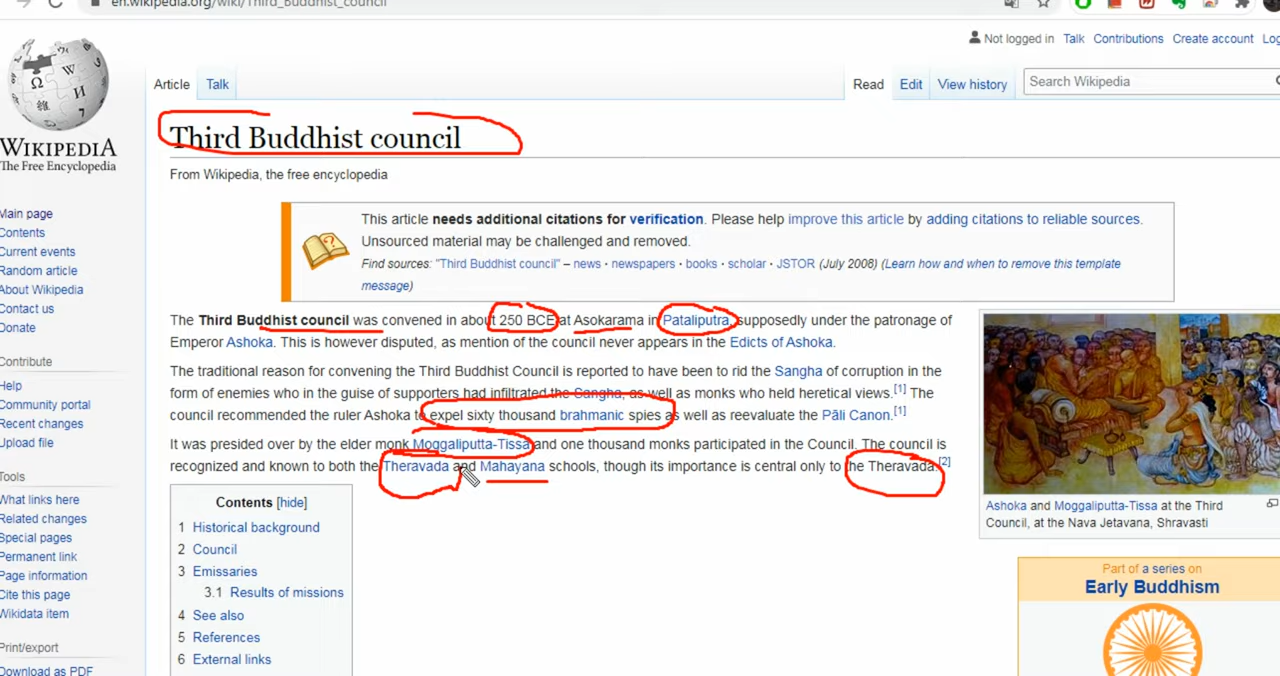 en.wikipedia.org/wiki/Third_Buddhist_council
Not logged in Talk Contributions Create account Log
Article Talk Read Edit View history Search Wikipedia
WIKIPEDIA
The Free Encyclopedia
Third Buddhist council
From Wikipedia, the free encyclopedia
This article needs additional citations for verification. Please help improve this article by adding citations to reliable sources.
Unsourced material may be challenged and removed.
Find sources: "Third Buddhist council" – news · newspapers · books · scholar · JSTOR (July 2008) (Learn how and when to remove this template
message)
The Third Buddhist council was convened in about 250 BCE at Asokarama in Pataliputra, supposedly under the patronage of
Emperor Ashoka. This is however disputed, as mention of the council never appears in the Edicts of Ashoka.
The traditional reason for convening the Third Buddhist Council is reported to have been to rid the Sangha of corruption in the
form of enemies who in the guise of supporters had infiltrated the Sangha, as well as monks who held heretical views.[1] The
council recommended the ruler Ashoka to expel sixty thousand brahmanic spies as well as reevaluate the Pâli Canon.[1]
It was presided over by the elder monk Moggaliputta-Tissa and one thousand monks participated in the Council. The council is
recognized and known to both the Theravada and Mahayana schools, though its importance is central only to the Theravada.[2]
Contents [hide]
1 Historical background
2 Council
3 Emissaries
3.1 Results of missions
4 See also
5 References
6 External links
Ashoka and Moggaliputta-Tissa at the Third
Council, at the Nava Jetavana, Shravasti
Part of a series on
Early Buddhism
Main page
Contents
Current events
Random article
About Wikipedia
Contact us
Donate
Contribute
Help
Community portal
Recent changes
Upload file
Tools
What links here
Related changes
Special pages
Permanent link
Page information
Cite this page
Wikidata item
Print/export
Download as PDF